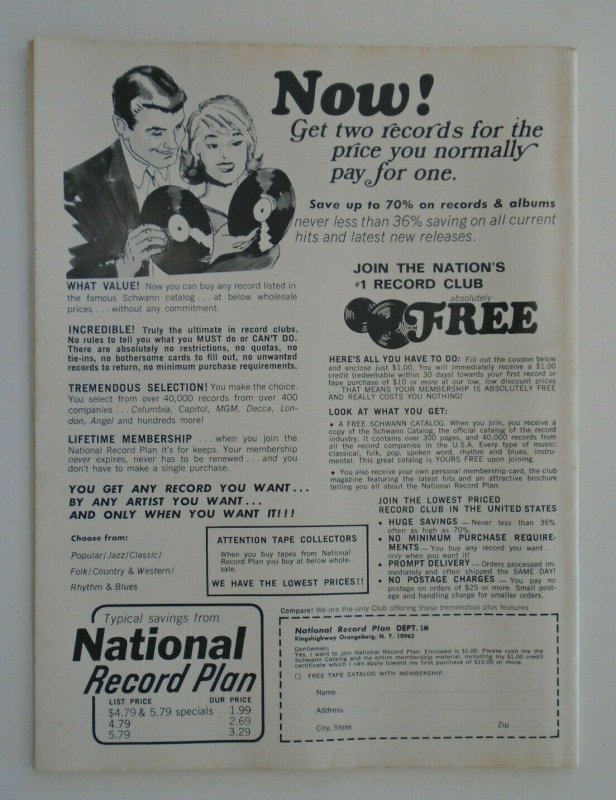 Now!
Get two records for the
price you normally
pay for one.
Save up to 70% on records & albums
never less than 36% saving on all current
hits and latest new releases.
WHAT VALUE! Now you can buy any record listed
in the famous Schwann catalog . . . at below wholesale
prices . . . without any commitment.
INCREDIBLE! Truly the ultimate in record clubs.
No rules to tell you what you MUST do or CAN'T DO.
There are absolutely no restrictions, no quotas, no
tie-ins, no bothersome cards to fill out, no unwanted
records to return, no minimum purchase requirements.
TREMENDOUS SELECTION! You make the choice.
You select from over 40,000 records from over 400
companies . . . Columbia, Capitol, MGM, Decca, Lon-
don, Angel and hundreds more!
LIFETIME MEMBERSHIP . . . when you join the
National Record Plan it's for keeps. Your membership
never expires, never has to be renewed . . . and you
don't have to make a single purchase.
YOU GET ANY RECORD YOU WANT . . .
BY ANY ARTIST YOU WANT . . .
AND ONLY WHEN YOU WANT IT!!!
Choose from:
Popular/Jazz/Classic/
Folk/Country & Western/
Rhythm & Blues
ATTENTION TAPE COLLECTORS
When you buy tapes from National
Record Plan you buy at below whole-
sale.
WE HAVE THE LOWEST PRICES!!
JOIN THE NATION'S
#1 RECORD CLUB
absolutely
FREE
HERE'S ALL YOU HAVE TO DO: Fill out the coupon below
and enclose just $1.00. You will immediately receive a $1.00
credit (redeemable within 30 days) towards your first record or
tape purchase of $10 or more at our low, low discount prices
. . . THAT MEANS YOUR MEMBERSHIP IS ABSOLUTELY FREE
AND REALLY COSTS YOU NOTHING!
LOOK AT WHAT YOU GET:
• A FREE SCHWANN CATALOG. When you join, you receive a
copy of the Schwann Catalog, the official catalog of the record
industry. It contains over 300 pages, and 40,000 records from
all the record companies in the U.S.A. Every type of music:
classical, folk, pop, spoken word, rhythm and blues, instru-
mental. This great catalog is YOURS FREE upon joining.
• You also receive your own personal membership card, the club
magazine featuring the latest hits and an attractive brochure
telling you all about the National Record Plan.
JOIN THE LOWEST PRICED
RECORD CLUB IN THE UNITED STATES
• HUGE SAVINGS — Never less than 36%
often as high as 70%.
• NO MINIMUM PURCHASE REQUIRE-
MENTS — You buy any record you want . . .
only when you want it!
• PROMPT DELIVERY — Orders processed im-
mediately and often shipped the SAME DAY!
• NO POSTAGE CHARGES — You pay no
postage on orders of $25 or more. Small post-
age and handling charge for smaller orders.
Compare! We are the only Club offering these tremendous plus features
Typical savings from
National
Record Plan
LIST PRICE OUR PRICE
$4.79 & 5.79 specials 1.99
4.79 2.69
5.79 3.29
National Record Plan DEPT. SM
Kingshighway Orangeburg, N. Y. 10962
Gentlemen:
Yes, I want to join National Record Plan. Enclosed is $1.00. Please rush me the
Schwann Catalog and my entire membership material, including my $1.00 credit
certificate which I can apply toward my first purchase of $10.00 or more.
☐ FREE TAPE CATALOG WITH MEMBERSHIP.
Name
Address
City, State Zip